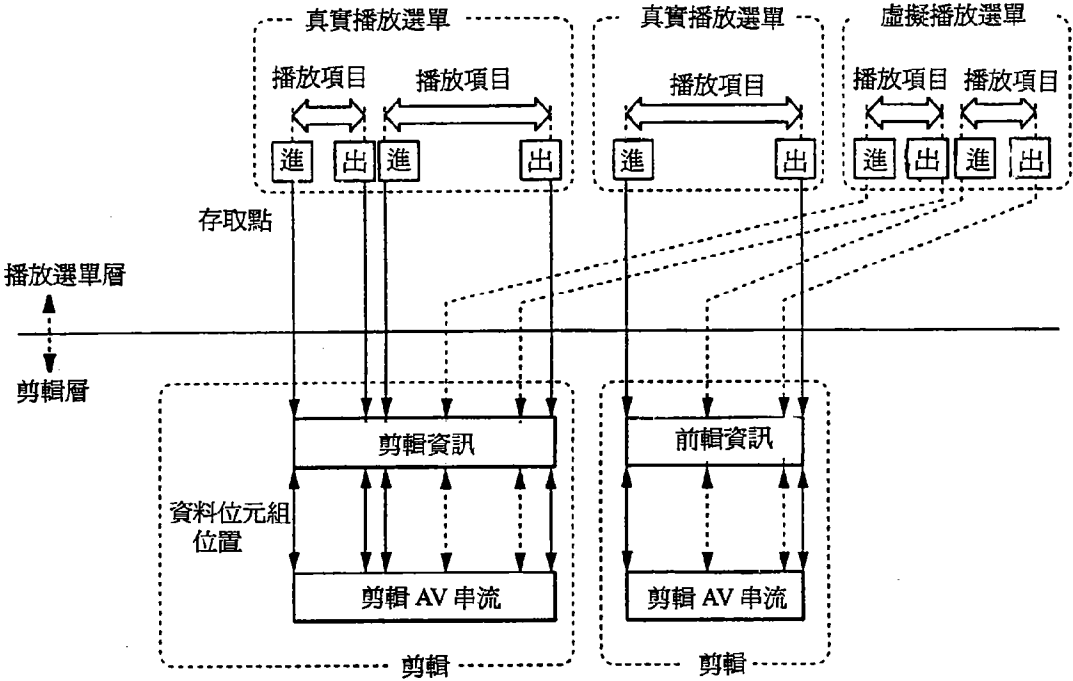 真實播放選單
真實播放選單
虛擬播放選單
播放項目
播放項目
播放項目
播放項目
播放項目
進
出
進
出
進
出
進
出
進
出
存取點
播放選單層
剪輯層
剪輯資訊
前輯資訊
資料位元組
位置
剪輯 AV 串流
剪輯 AV 串流
剪輯
剪輯